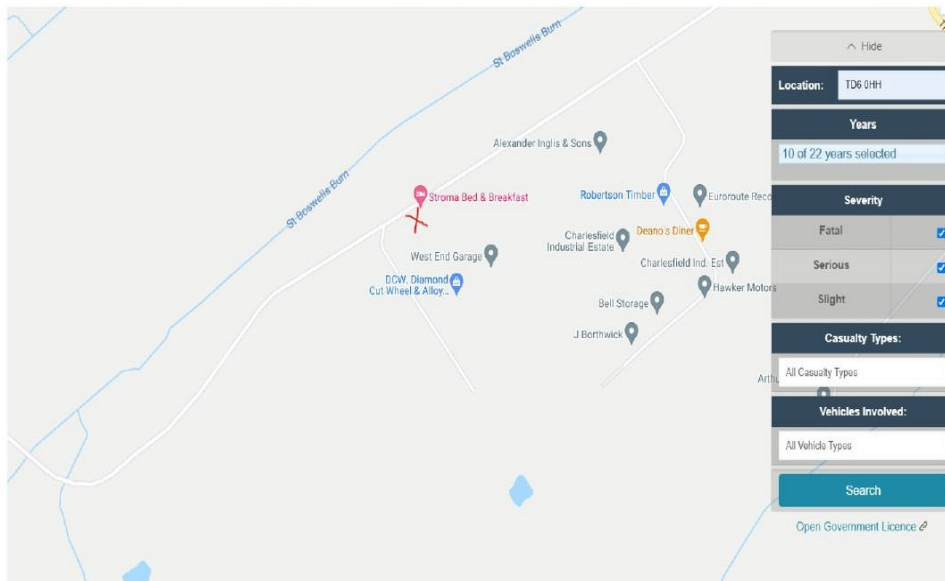 St Boswells Burn
Hide
Location:
TD6 0HH
Years
10 of 22 years selected
Alexander Inglis & Sons
St Boswells Burn
Stroma Bed & Breakfast
Robertson Timber
Euroroute Reco
Severity
Fatal
Charlesfield
Industrial Estate
Deano's Diner
West End Garage
Charlesfield Ind. Est
Serious
DCW, Diamond
Cut Wheel & Alloy...
Hawker Motors
Bell Storage
Slight
J Borthwick
Casualty Types:
Arthu
All Casualty Types
Vehicles Involved:
All Vehicle Types
Search
Open Government Licence